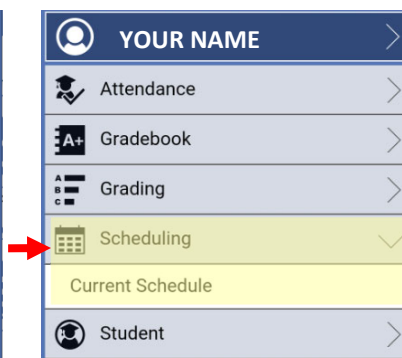 YOUR NAME
Attendance
A+ Gradebook
A
B
C
Grading
Scheduling
Current Schedule
Student